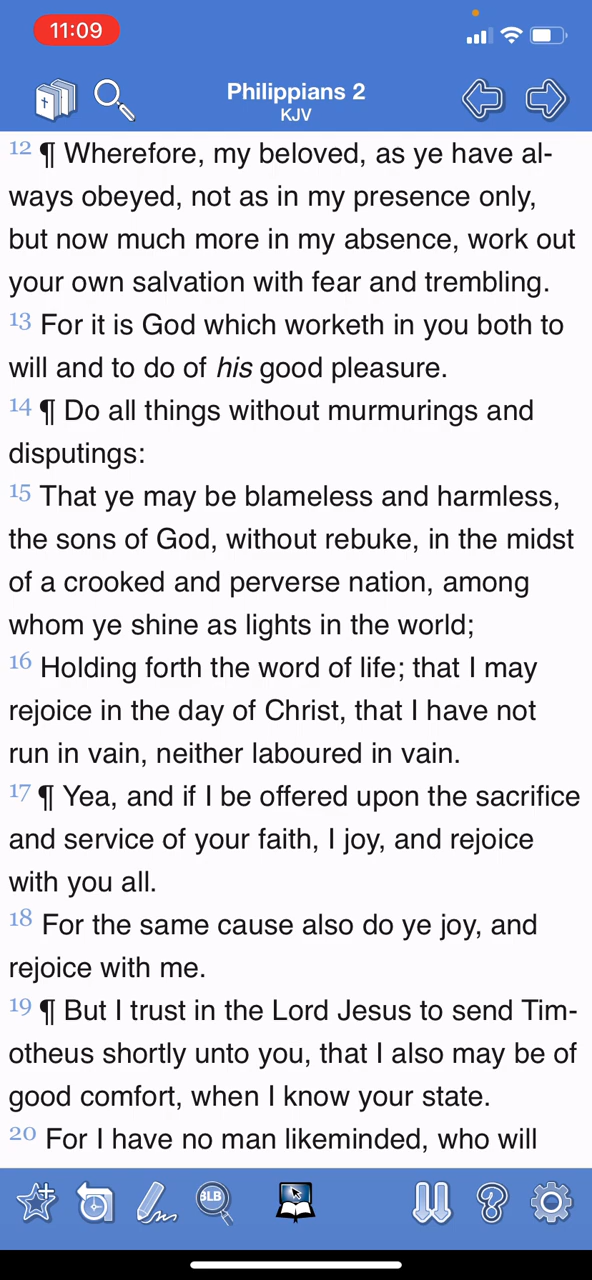 11:09
Philippians 2
KJV
12 ¶ Wherefore, my beloved, as ye have al-
ways obeyed, not as in my presence only,
but now much more in my absence, work out
your own salvation with fear and trembling.
13 For it is God which worketh in you both to
will and to do of his good pleasure.
14 ¶ Do all things without murmurings and
disputings:
15 That ye may be blameless and harmless,
the sons of God, without rebuke, in the midst
of a crooked and perverse nation, among
whom ye shine as lights in the world;
16 Holding forth the word of life; that I may
rejoice in the day of Christ, that I have not
run in vain, neither laboured in vain.
17 ¶ Yea, and if I be offered upon the sacrifice
and service of your faith, I joy, and rejoice
with you all.
18 For the same cause also do ye joy, and
rejoice with me.
19 ¶ But I trust in the Lord Jesus to send Tim-
otheus shortly unto you, that I also may be of
good comfort, when I know your state.
20 For I have no man likeminded, who will
BLB